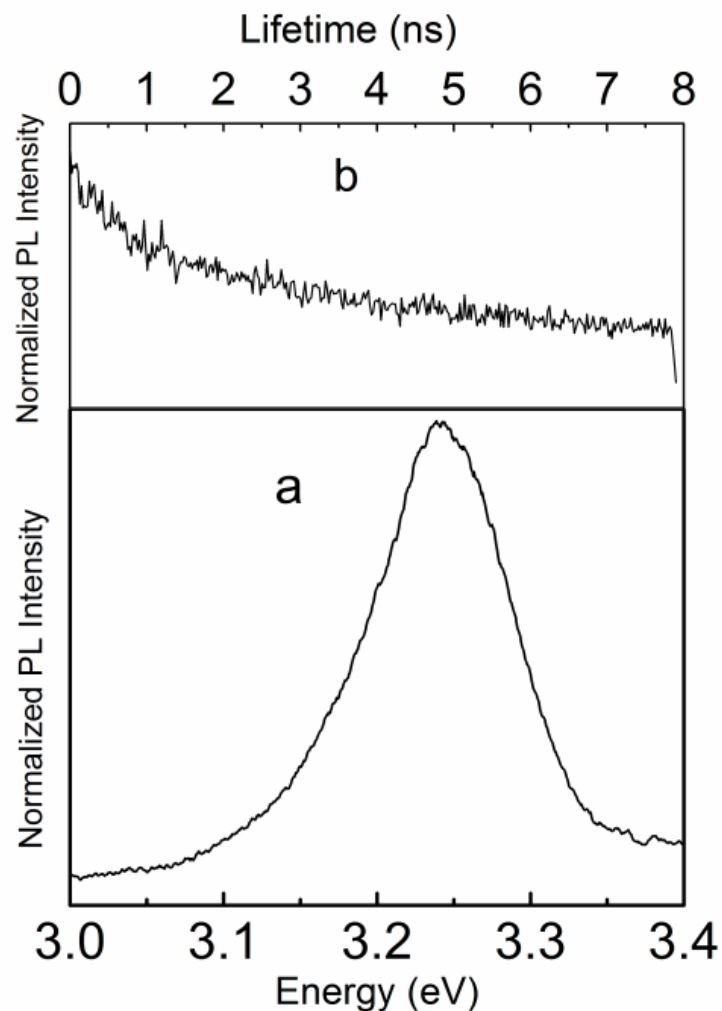 Lifetime (ns)
0 1 2 3 4 5 6 7 8
Normalized PL Intensity
b
Normalized PL Intensity
a
3.0 3.1 3.2 3.3 3.4
Energy (eV)